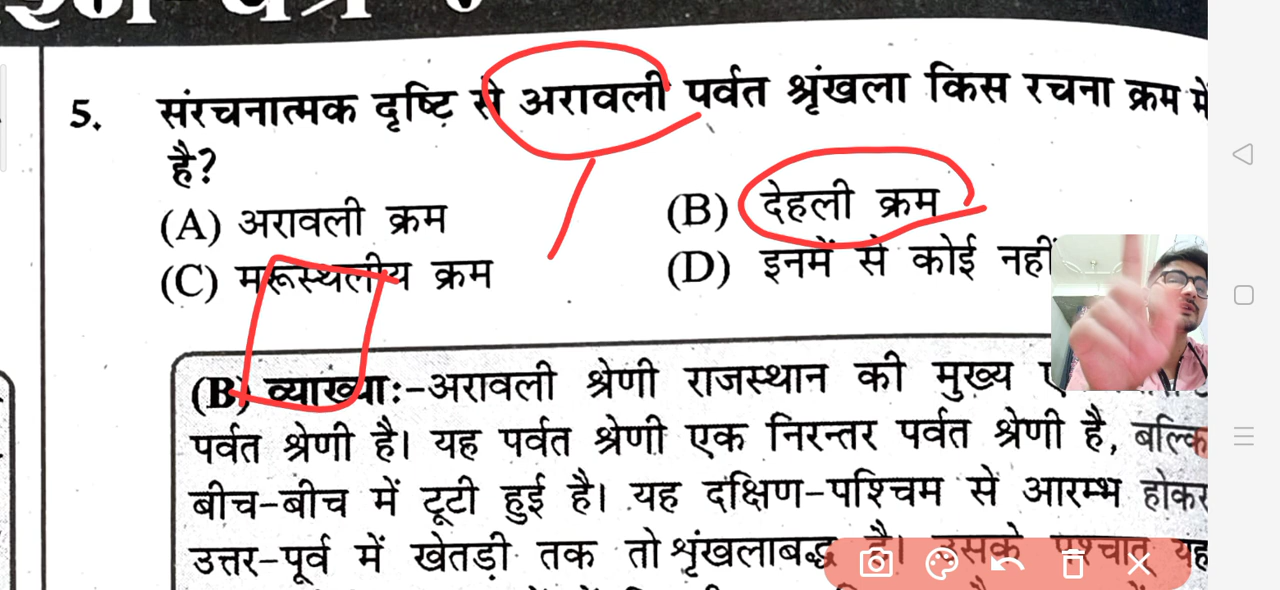 5. संरचनात्मक दृष्टि से अरावली पर्वत श्रृंखला किस रचना क्रम में
है?
(A) अरावली क्रम
(B) देहली क्रम
(C) मरूस्थलीय क्रम
(D) इनमें से कोई नहीं
(B) व्याख्या:-अरावली श्रेणी राजस्थान की मुख्य
पर्वत श्रेणी है। यह पर्वत श्रेणी एक निरन्तर पर्वत श्रेणी है, बल्कि
बीच-बीच में टूटी हुई है। यह दक्षिण-पश्चिम से आरम्भ होकर
उत्तर-पूर्व में खेतड़ी तक तो श्रृंखलाबद्ध है। उसके पश्चात् यह